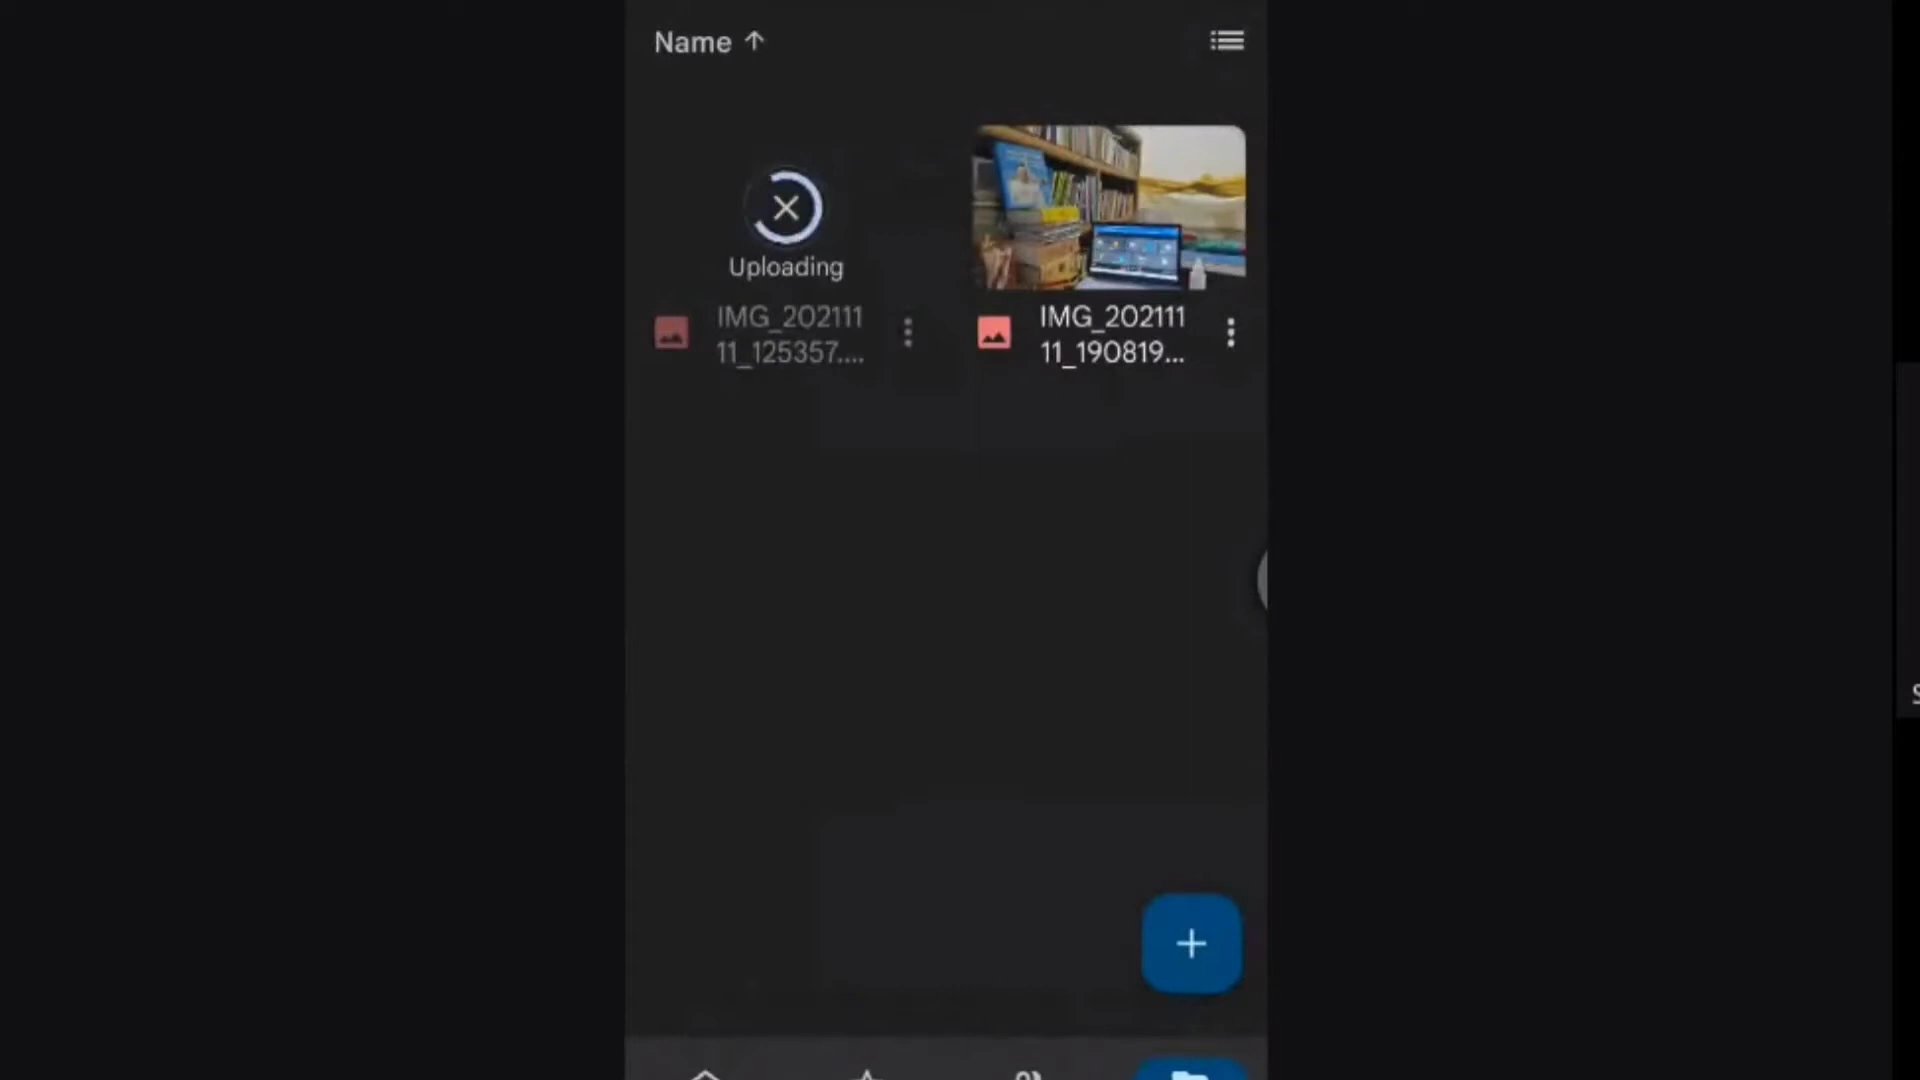 Name ↑
Uploading
IMG_202111
11_125357....
IMG_202111
11_190819...